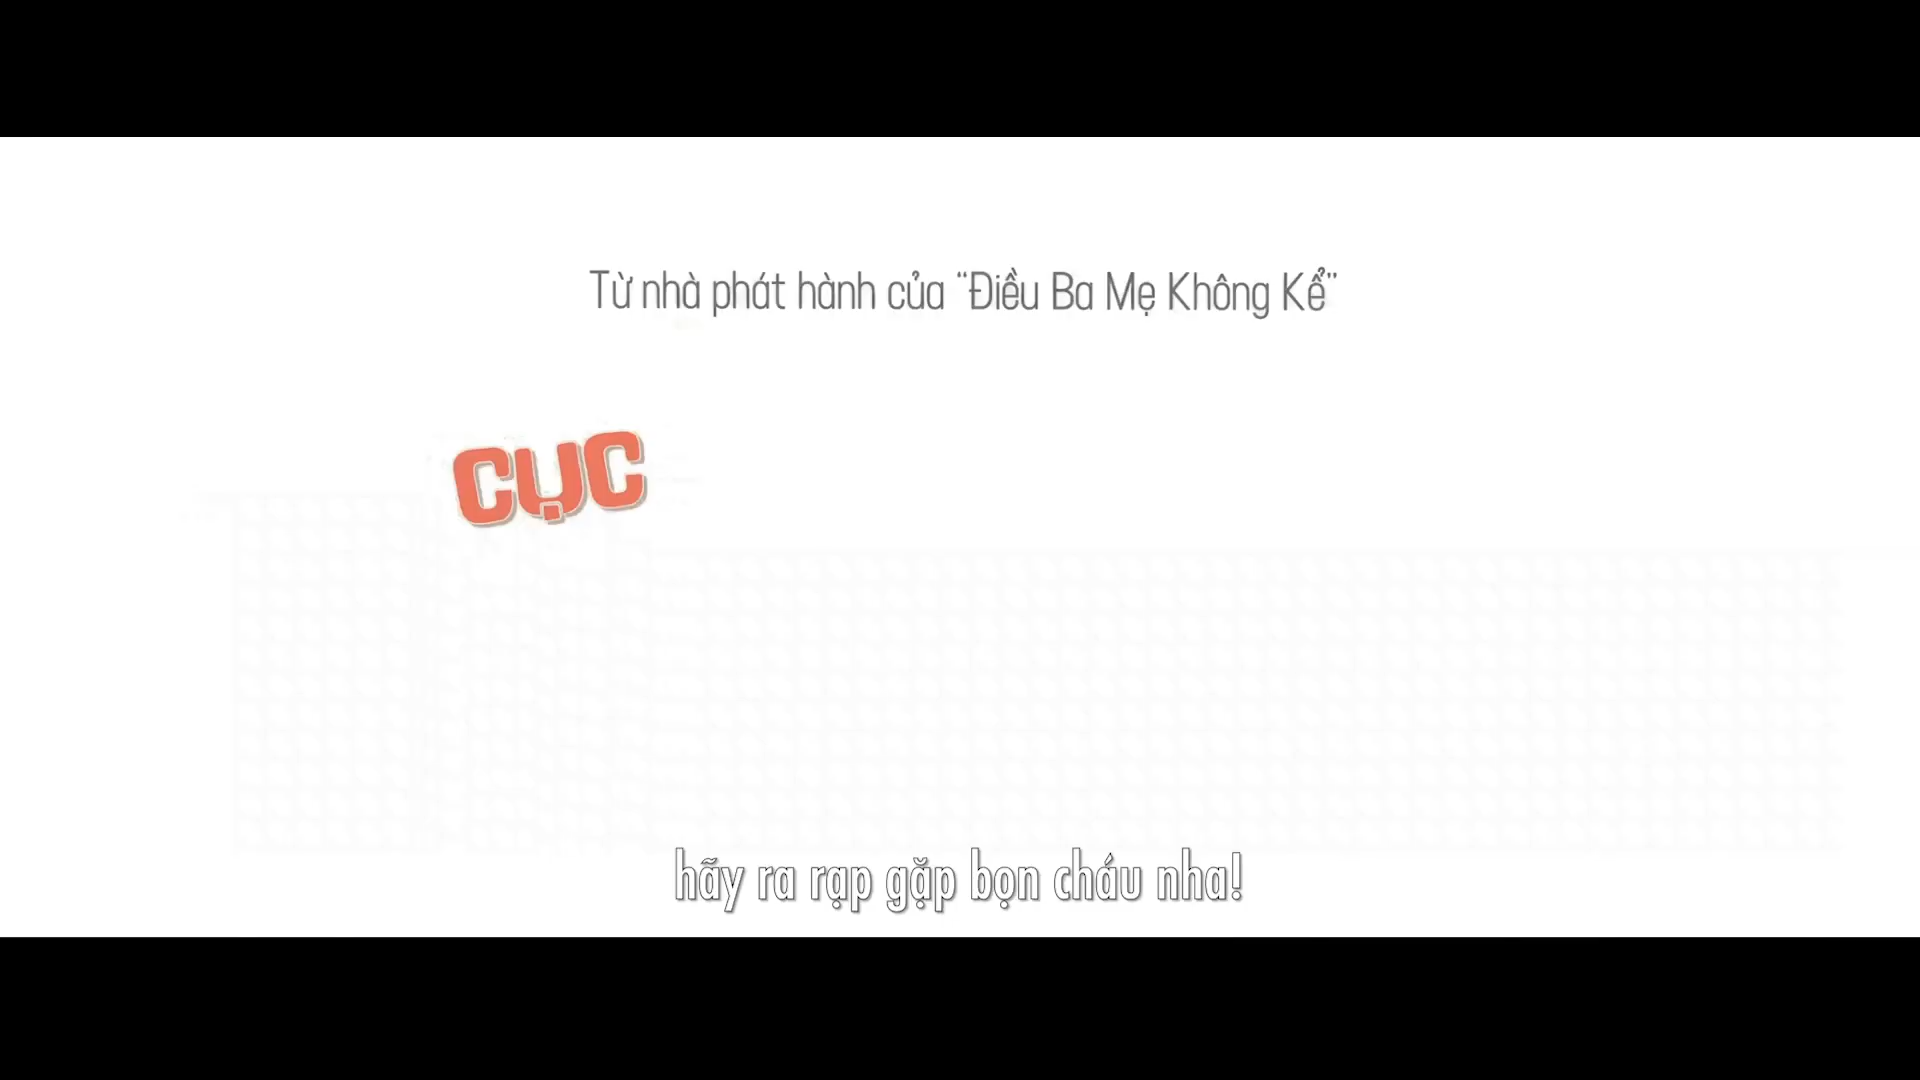 Từ nhà phát hành của "Điều Ba Mẹ Không Kể"
CỤC
hãy ra rạp gặp bọn cháu nha!